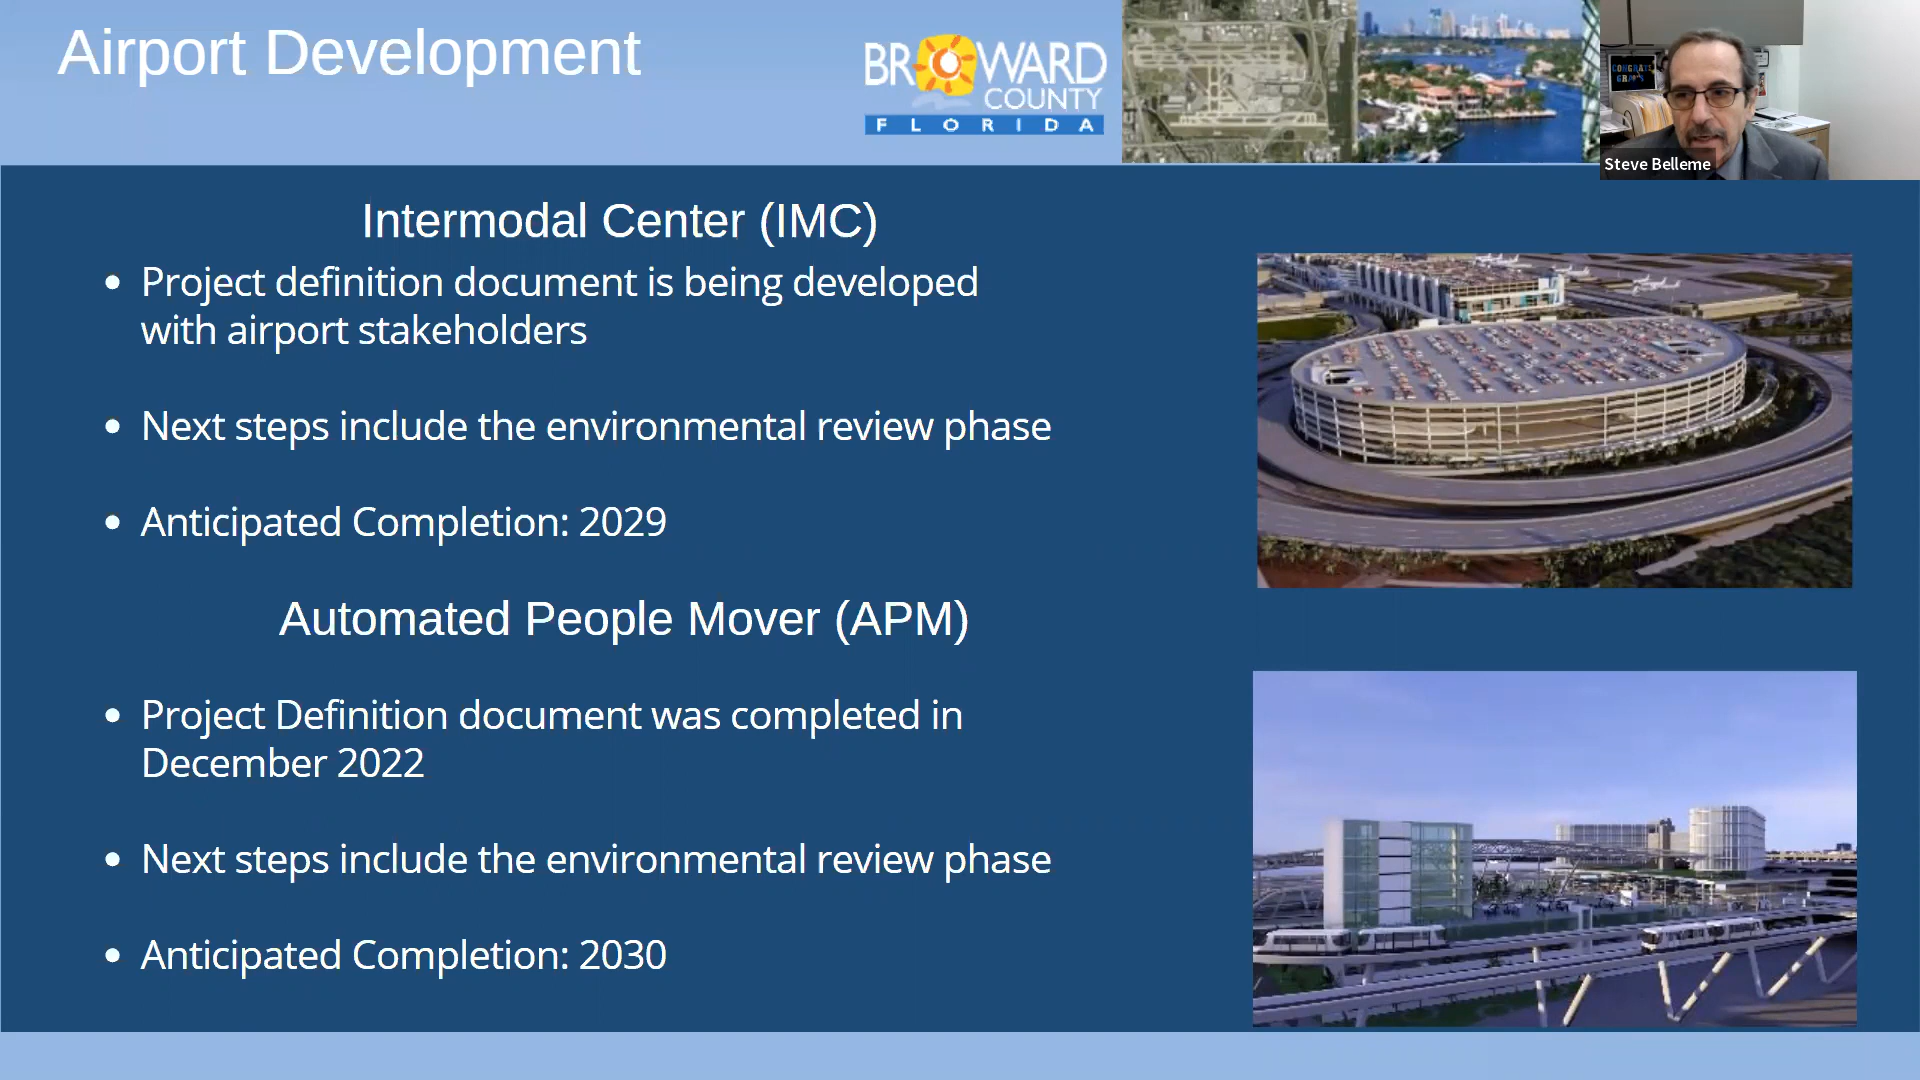 Airport Development
BROWARD
COUNTY
FLORIDA
CONGRATS
Steve Belleme
Intermodal Center (IMC)
• Project definition document is being developed
with airport stakeholders
• Next steps include the environmental review phase
• Anticipated Completion: 2029
Automated People Mover (APM)
• Project Definition document was completed in
December 2022
• Next steps include the environmental review phase
• Anticipated Completion: 2030